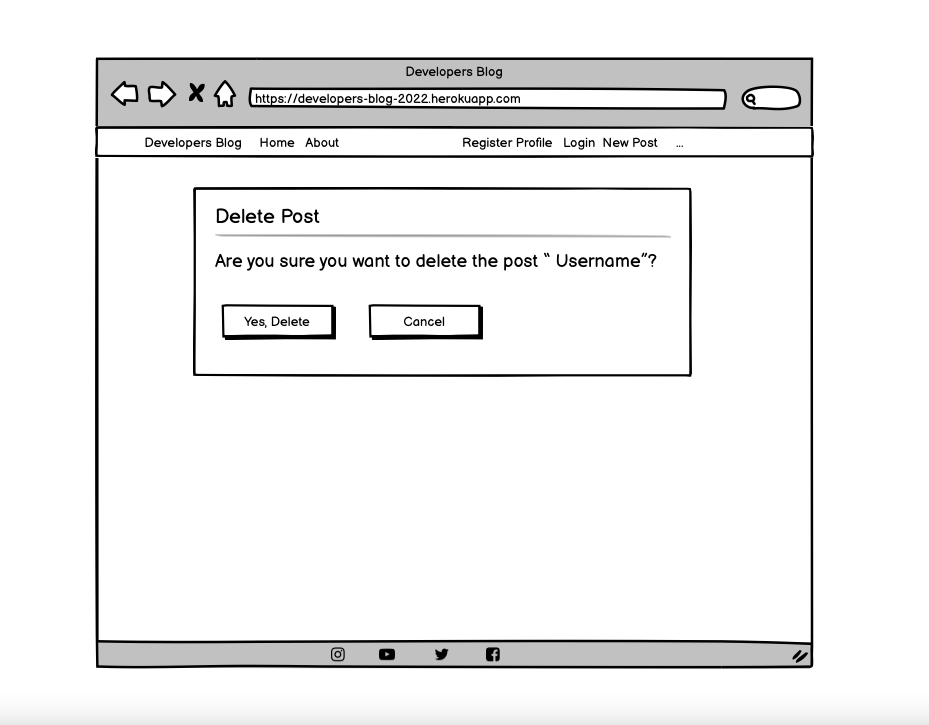 Developers Blog
https://developers-blog-2022.herokuapp.com
Developers Blog Home About Register Profile Login New Post ...
Delete Post
Are you sure you want to delete the post “ Username”?
Yes, Delete Cancel